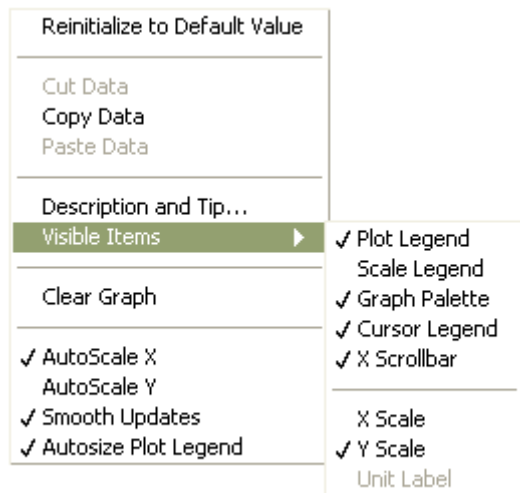 Reinitialize to Default Value
Cut Data
Copy Data
Paste Data
Description and Tip...
Visible Items
Clear Graph
✓ AutoScale X
AutoScale Y
✓ Smooth Updates
✓ Autosize Plot Legend
✓ Plot Legend
Scale Legend
✓ Graph Palette
✓ Cursor Legend
✓ X Scrollbar
X Scale
✓ Y Scale
Unit Label